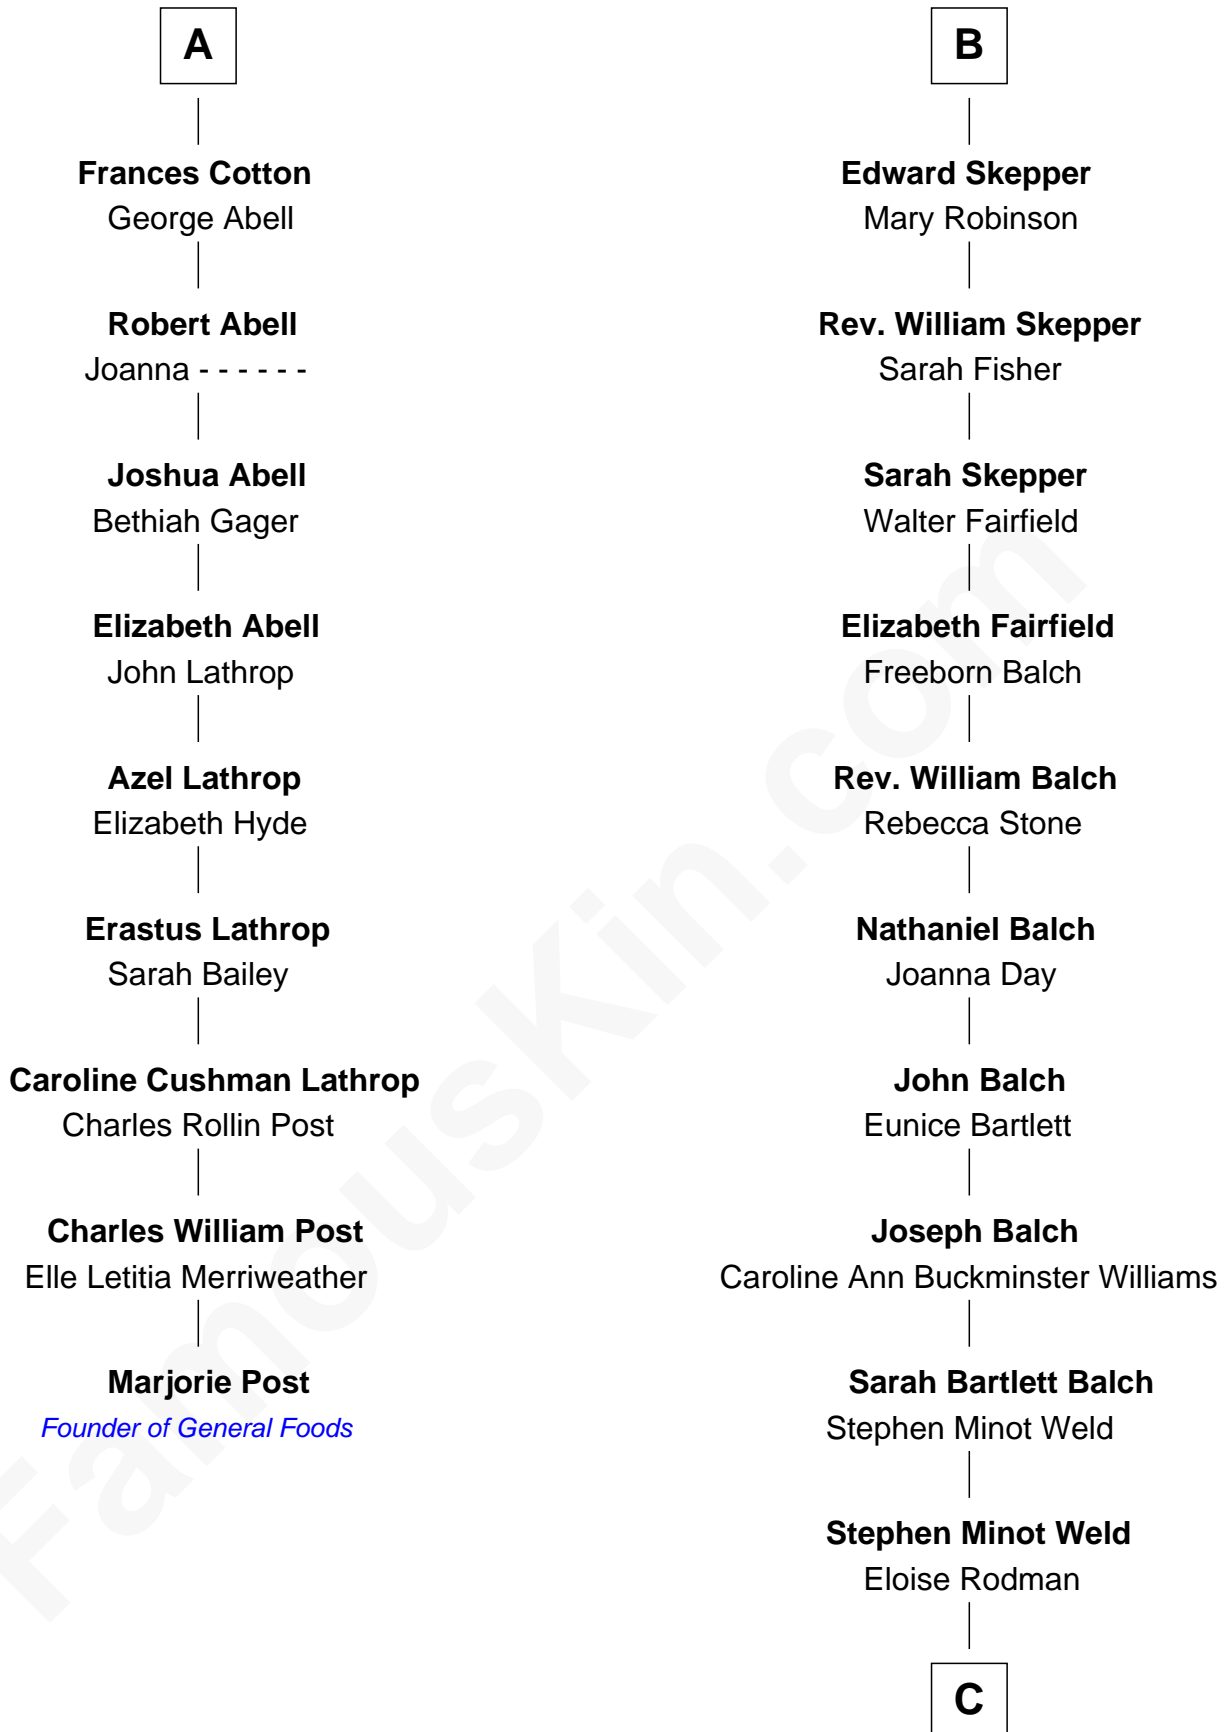 A
Frances Cotton
George Abell
Robert Abell
Joanna - - - - - -
Joshua Abell
Bethiah Gager
Elizabeth Abell
John Lathrop
Azel Lathrop
Elizabeth Hyde
Erastus Lathrop
Sarah Bailey
Caroline Cushman Lathrop
Charles Rollin Post
Charles William Post
Elle Letitia Merriweather
Marjorie Post
Founder of General Foods
B
Edward Skepper
Mary Robinson
Rev. William Skepper
Sarah Fisher
Sarah Skepper
Walter Fairfield
Elizabeth Fairfield
Freeborn Balch
Rev. William Balch
Rebecca Stone
Nathaniel Balch
Joanna Day
John Balch
Eunice Bartlett
Joseph Balch
Caroline Ann Buckminster Williams
Sarah Bartlett Balch
Stephen Minot Weld
Stephen Minot Weld
Eloise Rodman
C
FamousKin.com